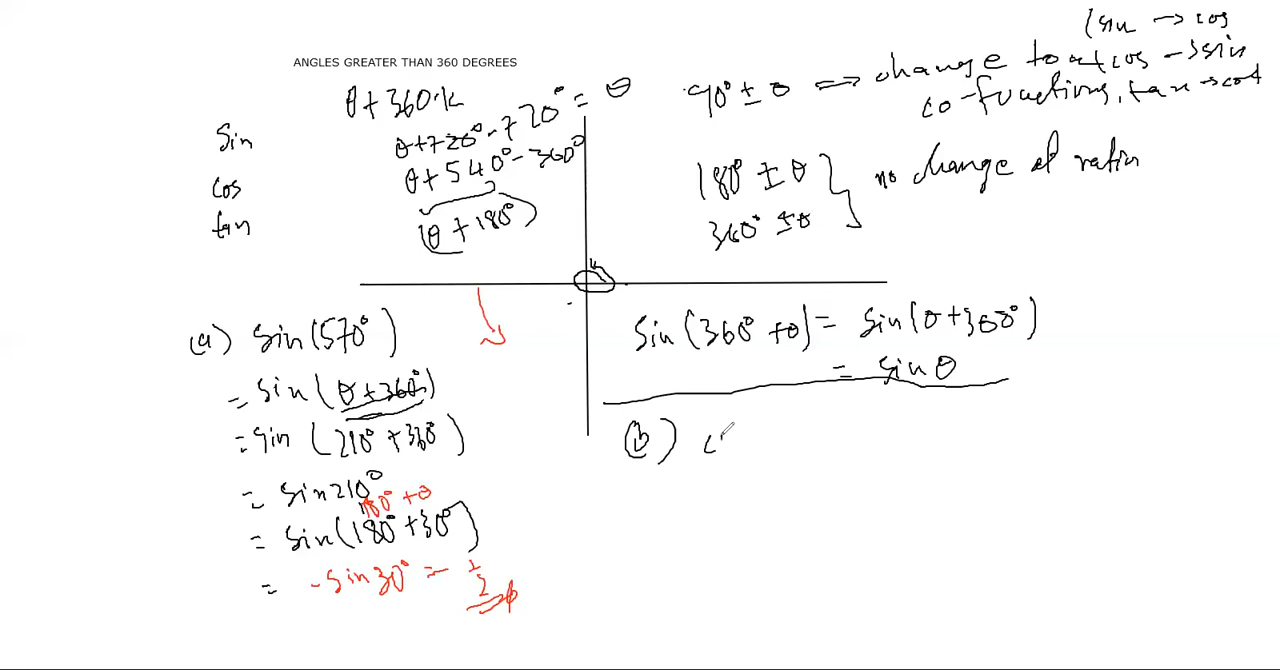 ANGLES GREATER THAN 360 DEGREES
θ + 360·k
Sin
cos
tan
θ+720° - 720° = θ
θ + 540° - 360°
(θ + 180°)
90° ± θ ⟹ change to
co-functions,
(sin → cos
cos → sin
tan → cot
180° ± θ
360° ± θ
no change of ratio
(a) Sin(570°)
= Sin(θ+360°)
= Sin (210° + 360°)
= Sin 210°
180° + θ
= Sin(180° + 30°)
= -Sin 30° = - 1/2
Sin(360° + θ) = Sin(θ + 360°)
= Sin θ
(b)